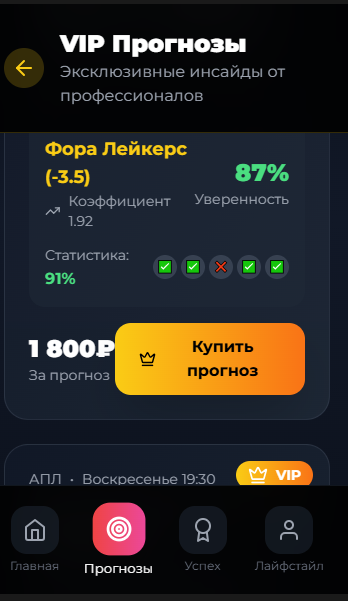 VIP Прогнозы
Эксклюзивные инсайды от
профессионалов
Фора Лейкерс
(-3.5)
87%
Коэффициент
1.92
Уверенность
Статистика:
91%
1 800₽
За прогноз
Купить
прогноз
АПЛ • Воскресенье 19:30
VIP
Главная
Прогнозы
Успех
Лайфстайл